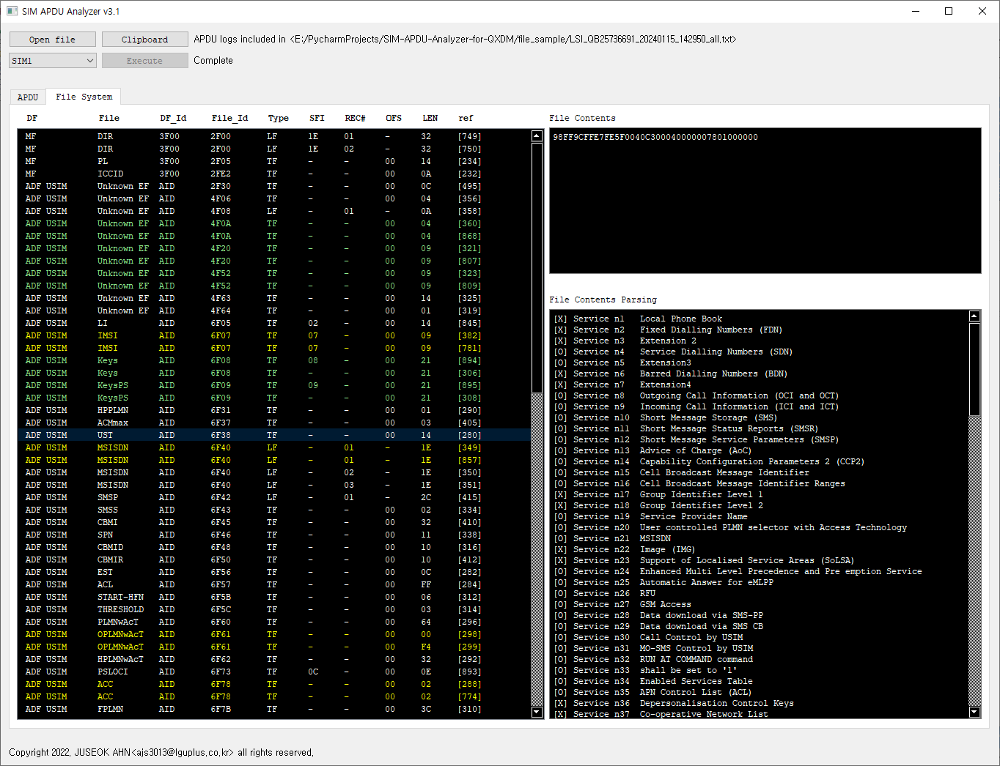 SIM APDU Analyzer v3.1
Open file Clipboard APDU logs included in <E:/PycharmProjects/SIM-APDU-Analyzer-for-QXDM/file_sample/LSI_QB25736691_20240115_142950_all.txt>
SIM1 Execute Complete
APDU File System
DF File DF_Id File_Id Type SFI REC# OFS LEN ref
MF DIR 3F00 2F00 LF 1E 01 - 32 [749]
MF DIR 3F00 2F00 LF 1E 02 - 32 [750]
MF PL 3F00 2F05 TF - - 00 14 [234]
MF ICCID 3F00 2FE2 TF - - 00 0A [232]
ADF USIM Unknown EF AID 2F30 TF - - 00 0C [495]
ADF USIM Unknown EF AID 4F06 TF - - 00 04 [356]
ADF USIM Unknown EF AID 4F08 LF - 01 - 0A [358]
ADF USIM Unknown EF AID 4F0A TF - - 00 04 [360]
ADF USIM Unknown EF AID 4F0A TF - - 00 04 [868]
ADF USIM Unknown EF AID 4F20 TF - - 00 09 [321]
ADF USIM Unknown EF AID 4F20 TF - - 00 09 [807]
ADF USIM Unknown EF AID 4F52 TF - - 00 09 [323]
ADF USIM Unknown EF AID 4F52 TF - - 00 09 [809]
ADF USIM Unknown EF AID 4F63 TF - - 00 14 [325]
ADF USIM Unknown EF AID 4F64 TF - - 00 01 [319]
ADF USIM LI AID 6F05 TF 02 - 00 14 [845]
ADF USIM IMSI AID 6F07 TF 07 - 00 09 [382]
ADF USIM IMSI AID 6F07 TF 07 - 00 09 [781]
ADF USIM Keys AID 6F08 TF 08 - 00 21 [894]
ADF USIM Keys AID 6F08 TF - - 00 21 [306]
ADF USIM KeysPS AID 6F09 TF 09 - 00 21 [895]
ADF USIM KeysPS AID 6F09 TF - - 00 21 [308]
ADF USIM HPPLMN AID 6F31 TF - - 00 01 [290]
ADF USIM ACMmax AID 6F37 TF - - 00 03 [405]
ADF USIM UST AID 6F38 TF - - 00 14 [280]
ADF USIM MSISDN AID 6F40 LF - 01 - 1E [349]
ADF USIM MSISDN AID 6F40 LF - 01 - 1E [857]
ADF USIM MSISDN AID 6F40 LF - 02 - 1E [350]
ADF USIM MSISDN AID 6F40 LF - 03 - 1E [351]
ADF USIM SMSP AID 6F42 LF - 01 - 2C [415]
ADF USIM SMSS AID 6F43 TF - - 00 02 [334]
ADF USIM CBMI AID 6F45 TF - - 00 32 [410]
ADF USIM SPN AID 6F46 TF - - 00 11 [338]
ADF USIM CBMID AID 6F48 TF - - 00 10 [316]
ADF USIM CBMIR AID 6F50 TF - - 00 10 [412]
ADF USIM EST AID 6F56 TF - - 00 0C [282]
ADF USIM ACL AID 6F57 TF - - 00 FF [284]
ADF USIM START-HFN AID 6F5B TF - - 00 06 [312]
ADF USIM THRESHOLD AID 6F5C TF - - 00 03 [314]
ADF USIM PLMNwAcT AID 6F60 TF - - 00 64 [296]
ADF USIM OPLMNwAcT AID 6F61 TF - - 00 00 [298]
ADF USIM OPLMNwAcT AID 6F61 TF - - 00 F4 [299]
ADF USIM HPLMNwAcT AID 6F62 TF - - 00 32 [292]
ADF USIM PSLOCI AID 6F73 TF 0C - 00 0E [893]
ADF USIM ACC AID 6F78 TF - - 00 02 [288]
ADF USIM ACC AID 6F78 TF - - 00 02 [774]
ADF USIM FPLMN AID 6F7B TF - - 00 3C [310]
File Contents
98FF9CFFE7FE5F0040C300040000007801000000
File Contents Parsing
[X] Service n1 Local Phone Book
[X] Service n2 Fixed Dialling Numbers (FDN)
[X] Service n3 Extension 2
[O] Service n4 Service Dialling Numbers (SDN)
[O] Service n5 Extension3
[X] Service n6 Barred Dialling Numbers (BDN)
[X] Service n7 Extension4
[O] Service n8 Outgoing Call Information (OCI and OCT)
[O] Service n9 Incoming Call Information (ICI and ICT)
[O] Service n10 Short Message Storage (SMS)
[O] Service n11 Short Message Status Reports (SMSR)
[O] Service n12 Short Message Service Parameters (SMSP)
[O] Service n13 Advice of Charge (AoC)
[O] Service n14 Capability Configuration Parameters 2 (CCP2)
[O] Service n15 Cell Broadcast Message Identifier
[O] Service n16 Cell Broadcast Message Identifier Ranges
[X] Service n17 Group Identifier Level 1
[X] Service n18 Group Identifier Level 2
[O] Service n19 Service Provider Name
[O] Service n20 User controlled PLMN selector with Access Technology
[O] Service n21 MSISDN
[X] Service n22 Image (IMG)
[X] Service n23 Support of Localised Service Areas (SoLSA)
[O] Service n24 Enhanced Multi Level Precedence and Pre emption Service
[O] Service n25 Automatic Answer for eMLPP
[O] Service n26 RFU
[O] Service n27 GSM Access
[O] Service n28 Data download via SMS-PP
[O] Service n29 Data download via SMS CB
[O] Service n30 Call Control by USIM
[O] Service n31 MO-SMS Control by USIM
[O] Service n32 RUN AT COMMAND command
[O] Service n33 shall be set to '1'
[O] Service n34 Enabled Services Table
[O] Service n35 APN Control List (ACL)
[X] Service n36 Depersonalisation Control Keys
[X] Service n37 Co-operative Network List
Copyright 2022. JUSEOK AHN<ajs3013@lguplus.co.kr> all rights reserved.